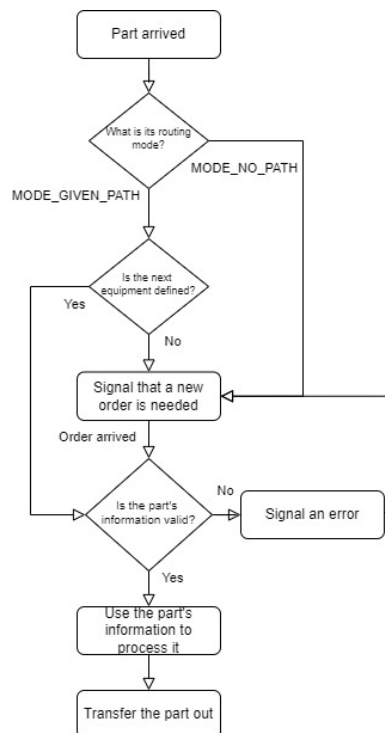 Part arrived
What is its routing
mode?
MODE_NO_PATH
MODE_GIVEN_PATH
Is the next
equipment defined?
Yes
No
Signal that a new
order is needed
Order arrived
Is the part's
information valid?
No
Signal an error
Yes
Use the part's
information to
process it
Transfer the part out